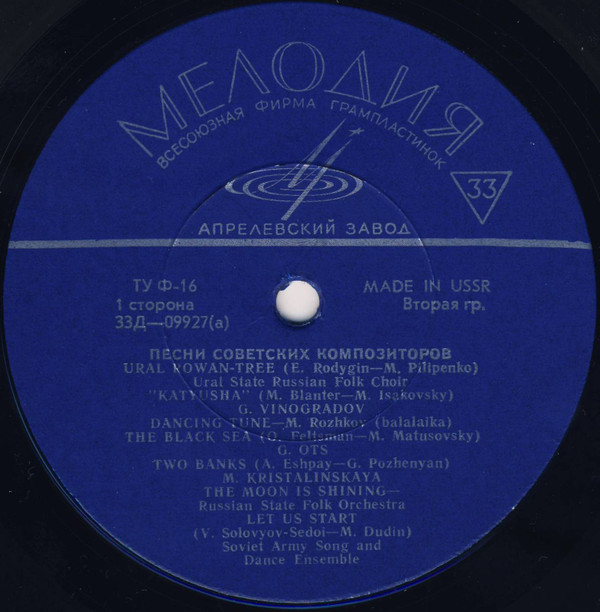 МЕЛОДИЯ
ВСЕСОЮЗНАЯ ФИРМА ГРАМПЛАСТИНОК
33
АПРЕЛЕВСКИЙ ЗАВОД
ТУ Ф-16
MADE IN USSR
1 сторона
Вторая гр.
33Д—09927(а)
ПЕСНИ СОВЕТСКИХ КОМПОЗИТОРОВ
URAL ROWAN-TREE (E. Rodygin—M. Pilipenko)
Ural State Russian Folk Choir
"KATYUSHA" (M. Blanter—M. Isakovsky)
G. VINOGRADOV
DANCING TUNE—M. Rozhkov (balalaika)
THE BLACK SEA (O. Feltsman—M. Matusovsky)
G. OTS
TWO BANKS (A. Eshpay—G. Pozhenyan)
M. KRISTALINSKAYA
THE MOON IS SHINING—
Russian State Folk Orchestra
LET US START
(V. Solovyov-Sedoi—M. Dudin)
Soviet Army Song and
Dance Ensemble